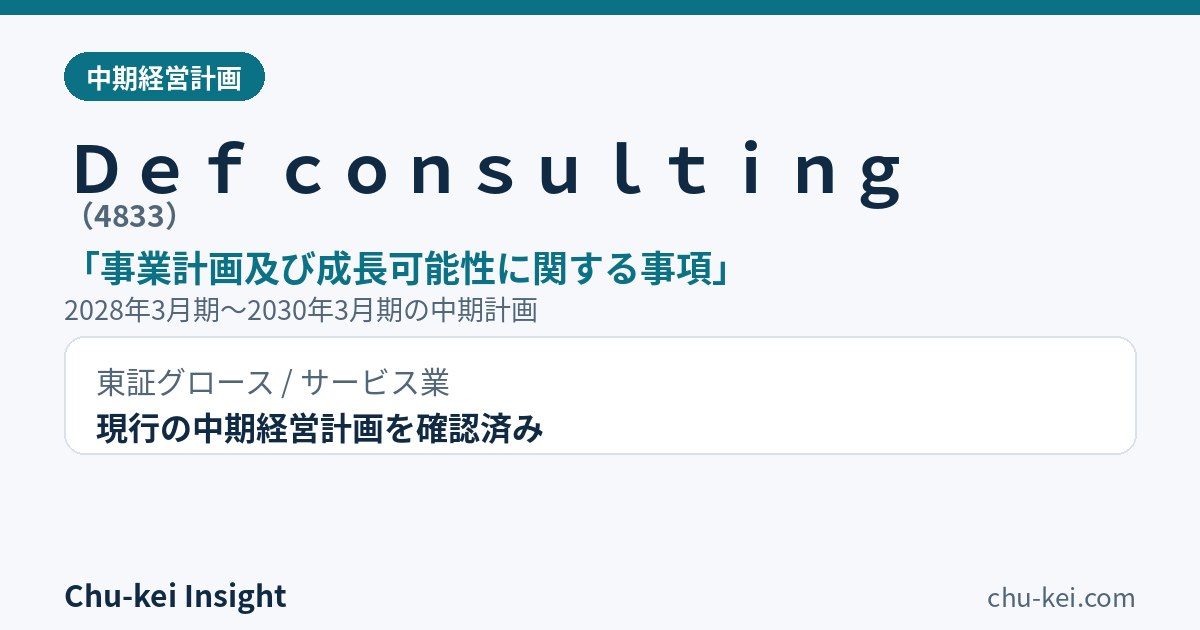 中期経営計画
Ｄｅｆ ｃｏｎｓｕｌｔｉｎｇ
（4833）
「事業計画及び成長可能性に関する事項」
2028年3月期〜2030年3月期の中期計画
東証グロース / サービス業
現行の中期経営計画を確認済み
Chu-kei Insight
chu-kei.com